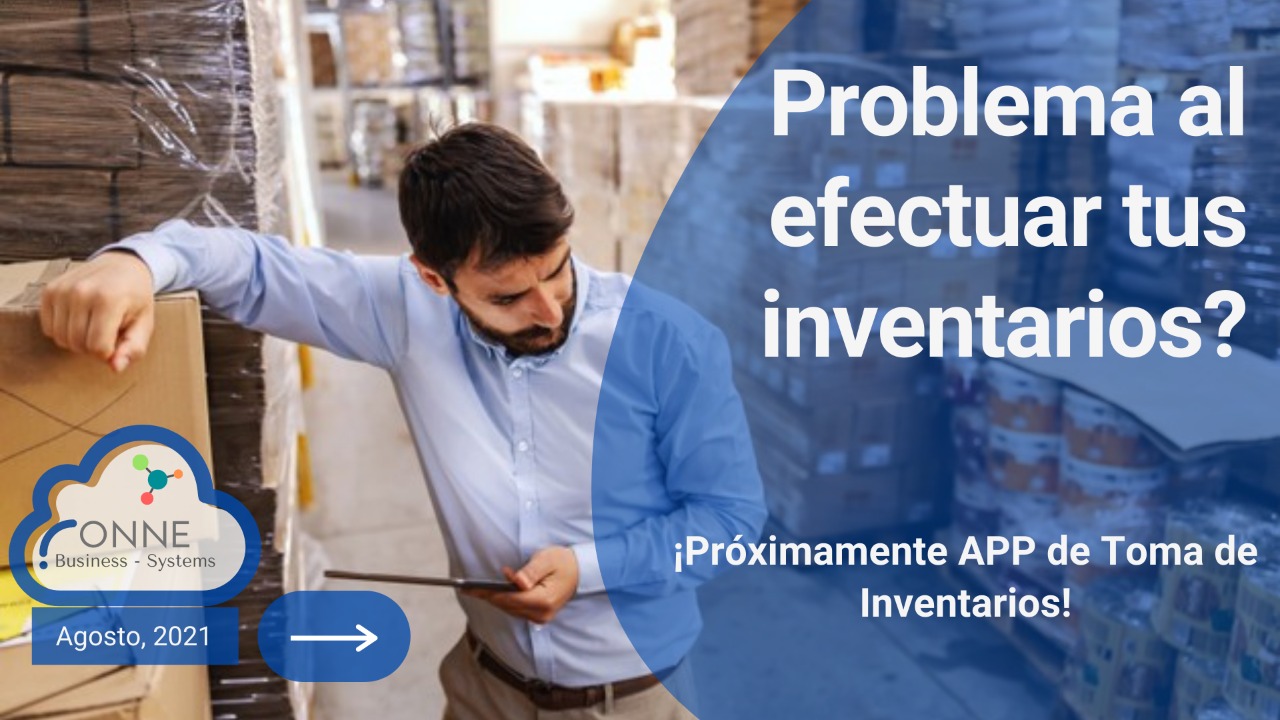 Problema al
efectuar tus
inventarios?
¡Próximamente APP de Toma de
Inventarios!
ONNE
Business - Systems
Agosto, 2021